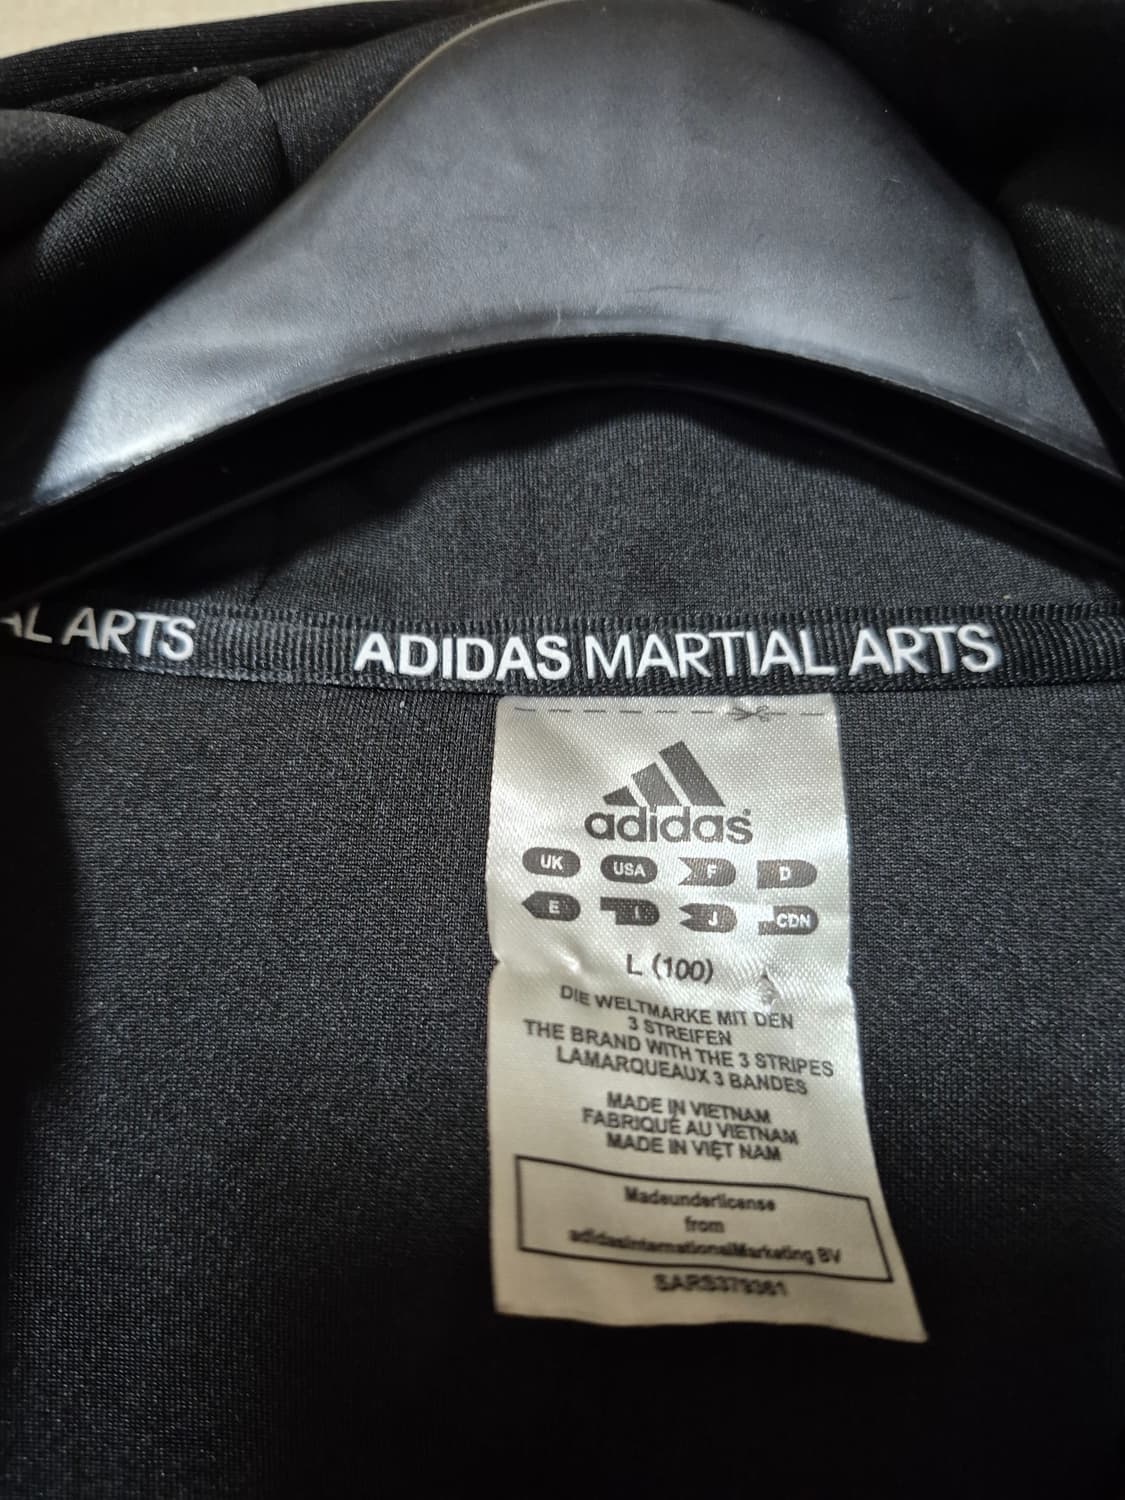 AL ARTS
ADIDAS MARTIAL ARTS
adidas
UK USA F D
E I J CDN
L (100)
DIE WELTMARKE MIT DEN
3 STREIFEN
THE BRAND WITH THE 3 STRIPES
LAMARQUEAUX 3 BANDES
MADE IN VIETNAM
FABRIQUÉ AU VIETNAM
MADE IN VIỆT NAM
Madeunderlicense
from
adidasInternationalMarketing BV
SARS379361